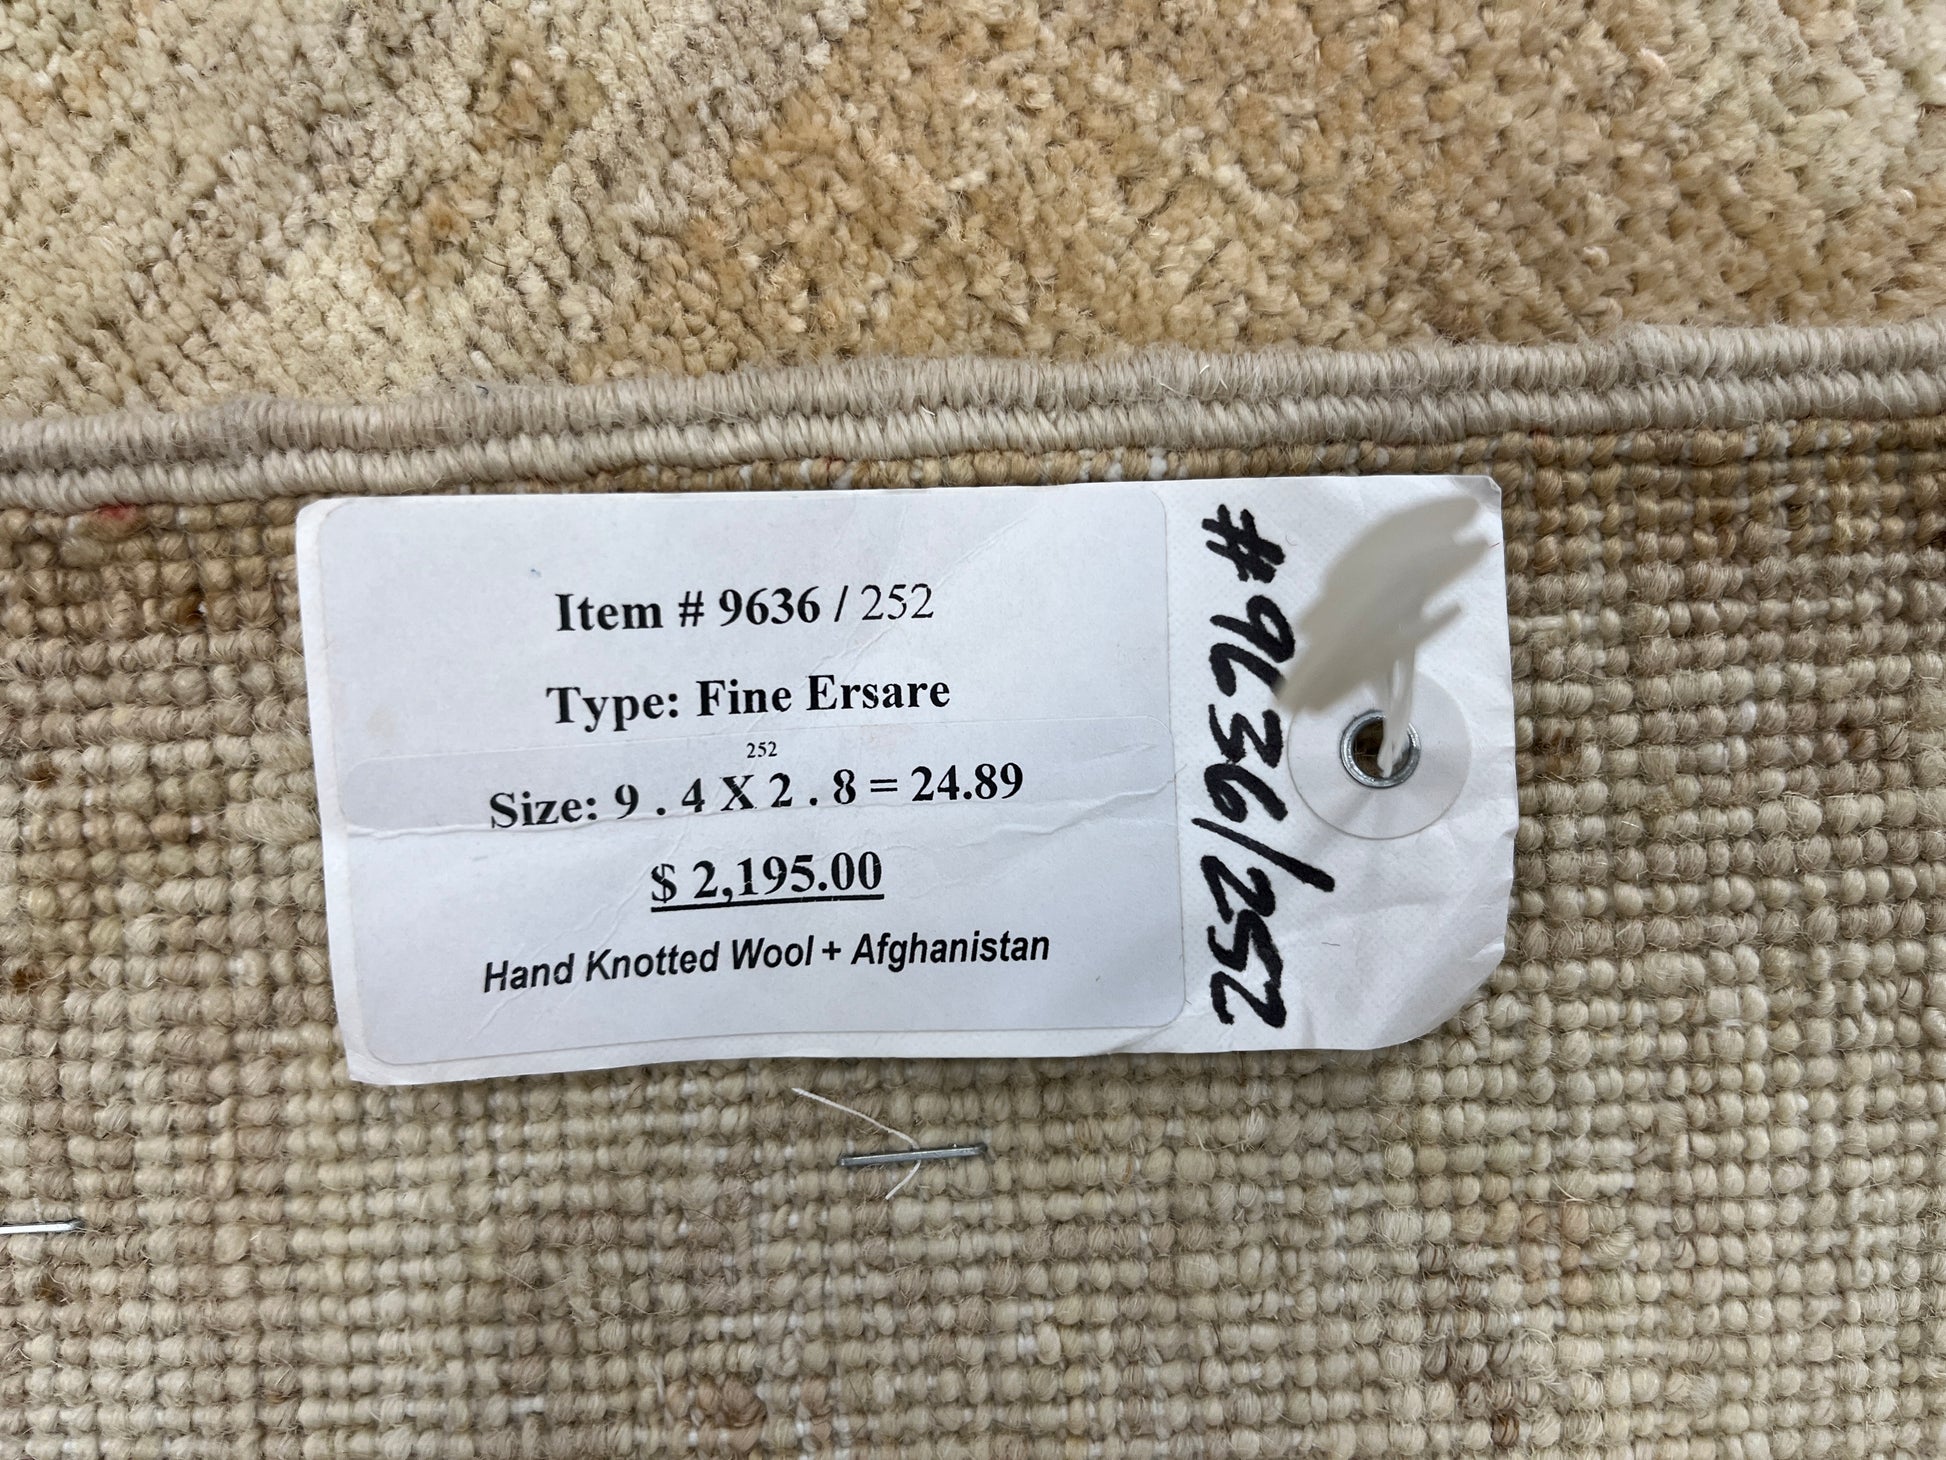 Item # 9636 / 252
Type: Fine Ersare
252
Size: 9 . 4 X 2 . 8 = 24.89
$ 2,195.00
Hand Knotted Wool + Afghanistan
#9636/252